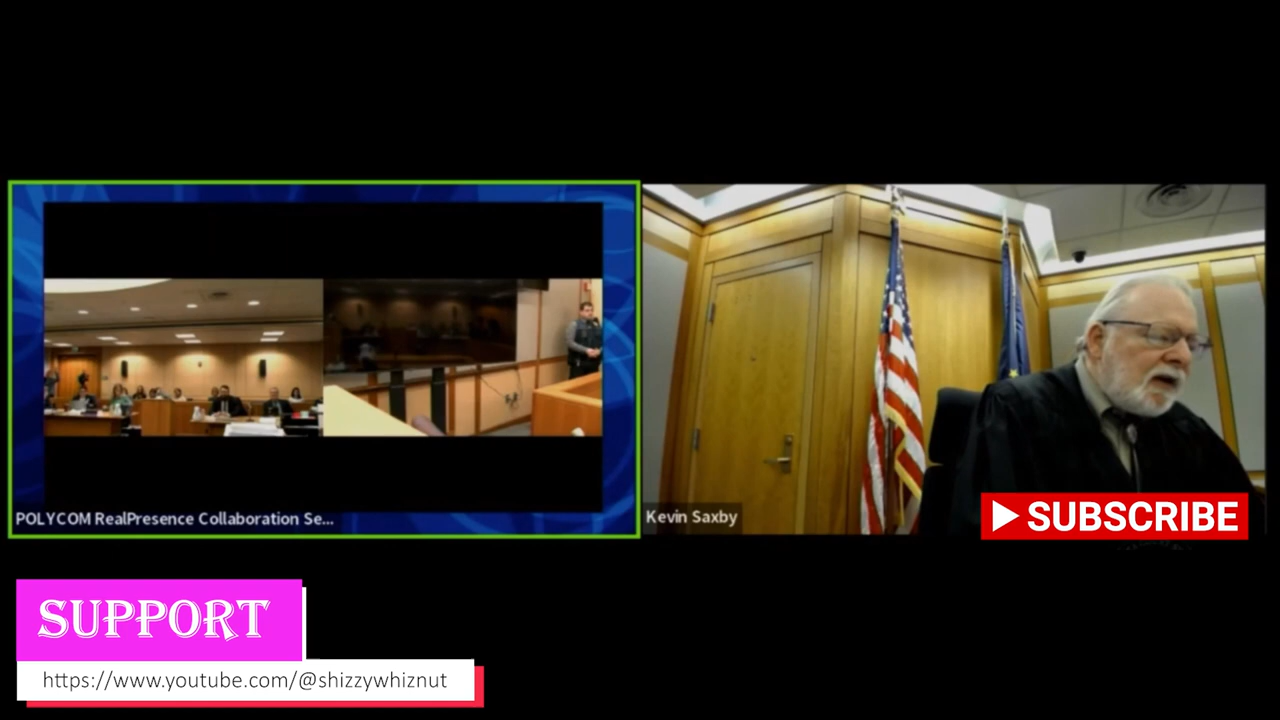 POLYCOM RealPresence Collaboration Se...
Kevin Saxby
SUBSCRIBE
SUPPORT
https://www.youtube.com/@shizzywhiznut